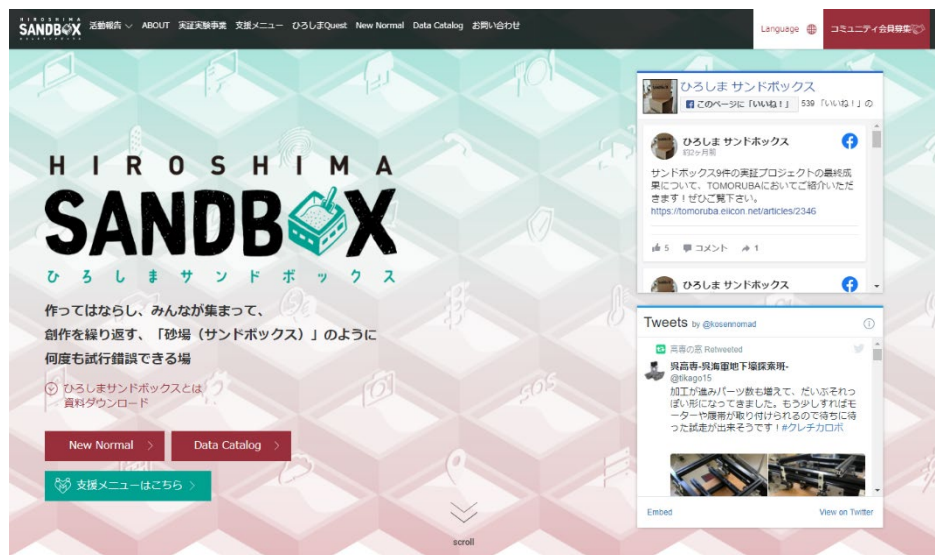 HIROSHIMA
SANDBOX
ひろしまサンドボックス
活動報告 ABOUT 実証実験事業 支援メニュー ひろしまQuest New Normal Data Catalog お問い合わせ
Language
コミュニティ会員募集
HIROSHIMA
SANDBOX
ひろしまサンドボックス
作ってはならし、みんなが集まって、
創作を繰り返す、「砂場(サンドボックス)」のように
何度も試行錯誤できる場
ひろしまサンドボックスとは
資料ダウンロード
New Normal
Data Catalog
支援メニューはこちら
scroll
ひろしま サンドボックス
このページに「いいね!」 539 「いいね!」の
ひろしま サンドボックス
約2ヶ月前
サンドボックス9件の実証プロジェクトの最終成
果について、TOMORUBAにおいてご紹介いただ
きます!ぜひご覧下さい。
https://tomoruba.eiicon.net/articles/2346
5 コメント 1
ひろしま サンドボックス
Tweets by @kosennomad
高専の窓 Retweeted
呉高専-呉海軍地下壕探索班-
@tikago15
加工が進みパーツ数も増えて、だいぶそれっ
ぽい形になってきました。もう少しすればモ
ーターや履帯が取り付けられるので待ちに待
った試走が出来そうです!#クレチカロボ
Embed
View on Twitter